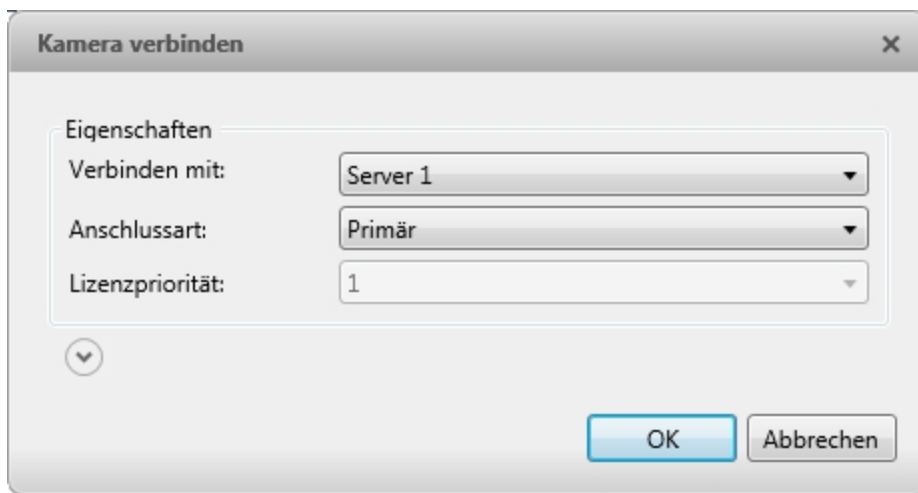 Kamera verbinden
Eigenschaften
Verbinden mit: Server 1
Anschlussart: Primär
Lizenzpriorität: 1
OK Abbrechen